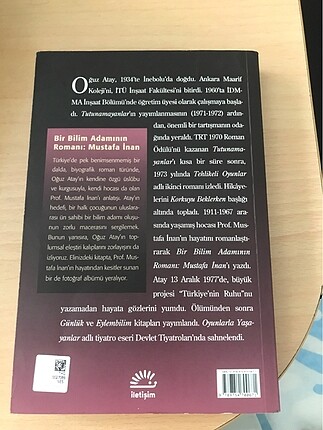 Oğuz Atay, 1934'te İnebolu'da doğdu. Ankara Maarif
Koleji'ni, İTÜ İnşaat Fakültesi'ni bitirdi. 1960'ta İDM-
MA İnşaat Bölümü'nde öğretim üyesi olarak çalışmaya başla-
dı. Tutunamayanlar'ın yayımlanmasının (1971-1972) ardın-
dan, önemli bir tartışmanın oda-
ğında yeraldı. TRT 1970 Roman
Ödülü'nü kazanan Tutunama-
yanlar'ı kısa bir süre sonra,
1973 yılında Tehlikeli Oyunlar
adlı ikinci romanı izledi. Hikâye-
lerini Korkuyu Beklerken başlığı
altında topladı. 1911-1967 ara-
sında yaşamış hocası Prof. Mus-
tafa İnan'ın hayatını romanlaştı-
rarak Bir Bilim Adamının
Romanı: Mustafa İnan'ı yazdı.
Atay 13 Aralık 1977'de, büyük
projesi "Türkiye'nin Ruhu"nu
yazamadan hayata gözlerini yumdu. Ölümünden sonra
Günlük ve Eylembilim kitapları yayımlandı. Oyunlarla Yaşa-
yanlar adlı tiyatro eseri Devlet Tiyatroları'nda sahnelendi.
Bir Bilim Adamının
Romanı: Mustafa İnan
Türkiye'de pek benimsenmemiş bir
dalda, biyografik roman türünde,
Oğuz Atay'ın kendine özgü üslûbu
ve kurgusuyla, kendi hocası da olan
Prof. Mustafa İnan'ı anlatışı. Atay'ın
hedefi, bir halk çocuğunun uluslara-
rası ün sahibi bir bilim adamı oluşu-
nun zorlu macerasını sergilemek.
Bunun yanısıra, Oğuz Atay'ın top-
lumsal eleştiri kalıplarını zorlayışını da
izliyoruz. Elinizdeki kitapta, Prof. Mus-
tafa İnan'ın hayatından kesitler sunan
bir de fotoğraf albümü yeralıyor.
iletişim